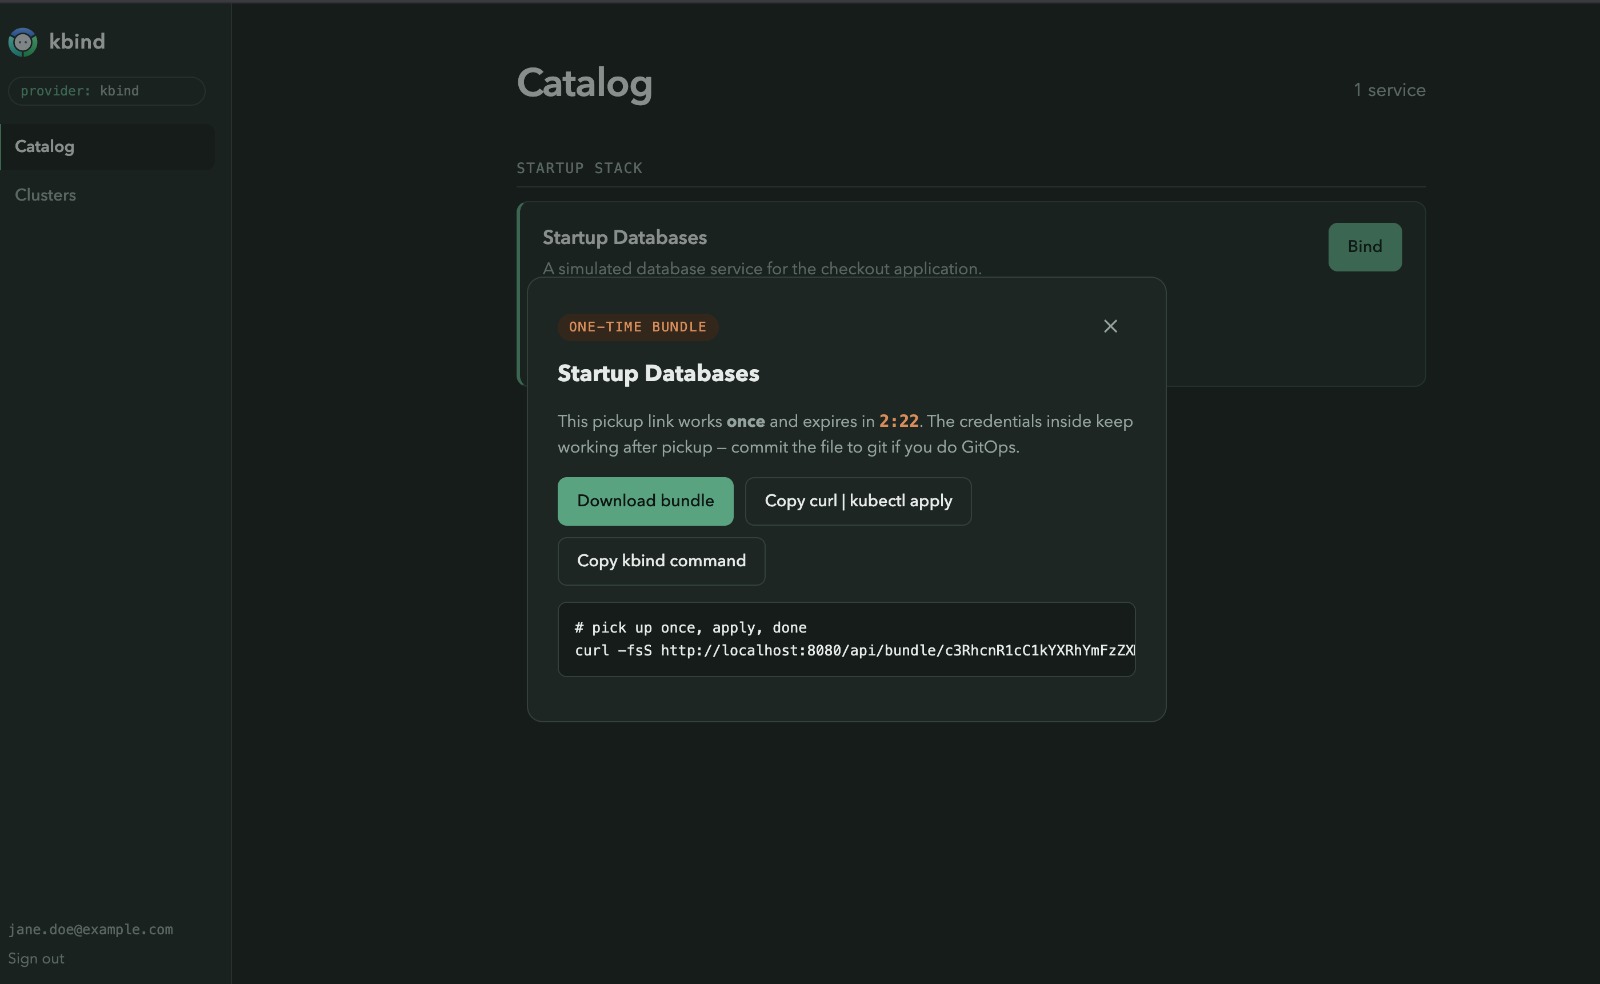 kbind
provider: kbind
Catalog
Clusters
jane.doe@example.com
Sign out
Catalog
1 service
STARTUP STACK
Startup Databases
A simulated database service for the checkout application.
Bind
ONE-TIME BUNDLE
Startup Databases
This pickup link works once and expires in 2:22. The credentials inside keep
working after pickup – commit the file to git if you do GitOps.
Download bundle
Copy curl | kubectl apply
Copy kbind command
# pick up once, apply, done
curl -fsS http://localhost:8080/api/bundle/c3RhcnR1cC1kYXRhYmFzZX